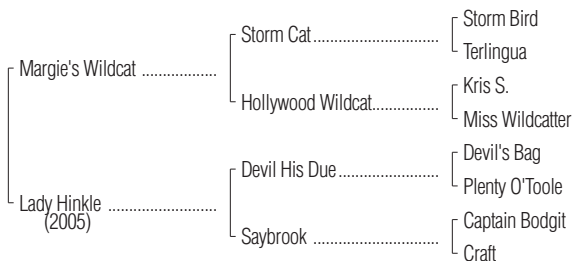 Storm Bird
Storm Cat
Terlingua
Margie's Wildcat
Kris S.
Hollywood Wildcat
Miss Wildcatter
Devil's Bag
Devil His Due
Plenty O'Toole
Lady Hinkle
(2005)
Captain Bodgit
Saybrook
Craft